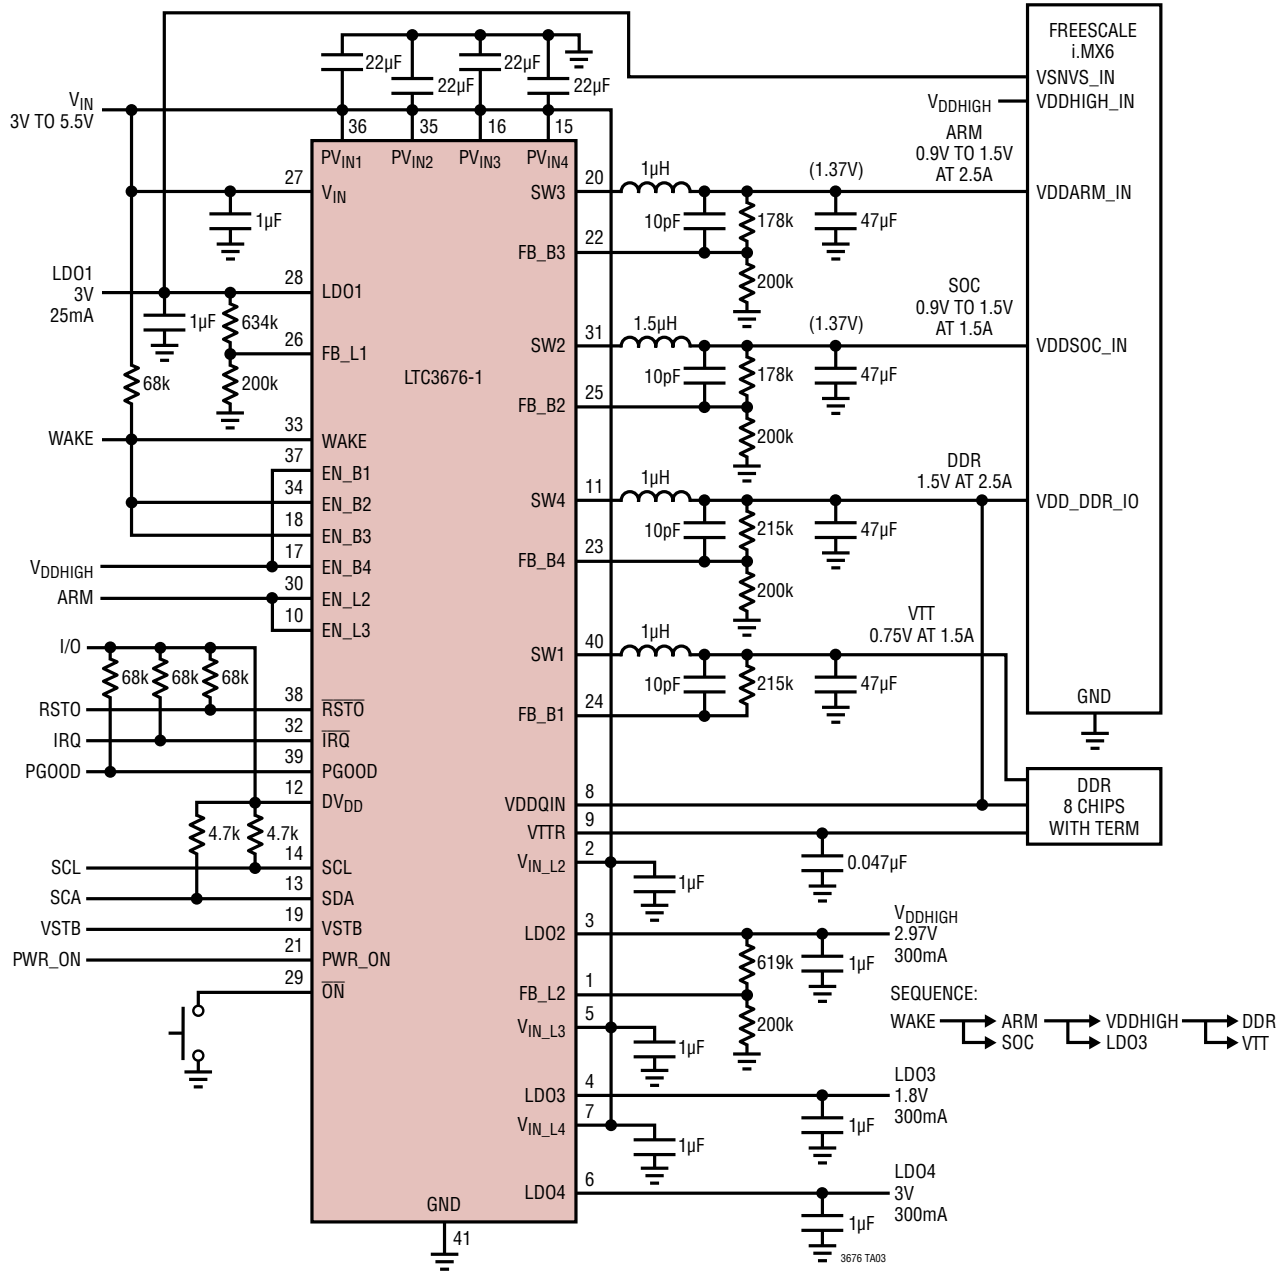 FREESCALE
i.MX6
VSNVS_IN
VDDHIGH VDDHIGH_IN
22µF 22µF
22µF 22µF
VIN
3V TO 5.5V
36 35 16 15
PVIN1 PVIN2 PVIN3 PVIN4
27 VIN
1µF
LDO1
3V
25mA
28 LDO1
1µF 634k
26 FB_L1
68k 200k
LTC3676-1
WAKE 33 WAKE
37 EN_B1
34 EN_B2
18 EN_B3
VDDHIGH 17 EN_B4
ARM 30 EN_L2
10 EN_L3
I/O
68k 68k 68k
RSTO 38 RSTO
IRQ 32 IRQ
PGOOD 39 PGOOD
12 DVDD
4.7k 4.7k
SCL 14 SCL
SCA 13 SDA
VSTB 19 VSTB
PWR_ON 21 PWR_ON
29 ON
GND
41
ARM
0.9V TO 1.5V
AT 2.5A
SW3 20 1µH (1.37V) VDDARM_IN
10pF 178k 47µF
FB_B3 22
200k
SOC
0.9V TO 1.5V
AT 1.5A
SW2 31 1.5µH (1.37V) VDDSOC_IN
10pF 178k 47µF
FB_B2 25
200k
DDR
1.5V AT 2.5A
SW4 11 1µH VDD_DDR_IO
10pF 215k 47µF
FB_B4 23
200k
VTT
0.75V AT 1.5A
SW1 40 1µH
10pF 215k 47µF
FB_B1 24
GND
DDR
8 CHIPS
WITH TERM
VDDQIN 8
VTTR 9
0.047µF
VIN_L2 2
1µF
LDO2 3
VDDHIGH
2.97V
300mA
619k 1µF
FB_L2 1
200k
VIN_L3 5
1µF
SEQUENCE:
WAKE ARM VDDHIGH DDR
SOC LDO3 VTT
LDO3 4
LDO3
1.8V
300mA
1µF
VIN_L4 7
1µF
LDO4 6
LDO4
3V
300mA
1µF
3676 TA03